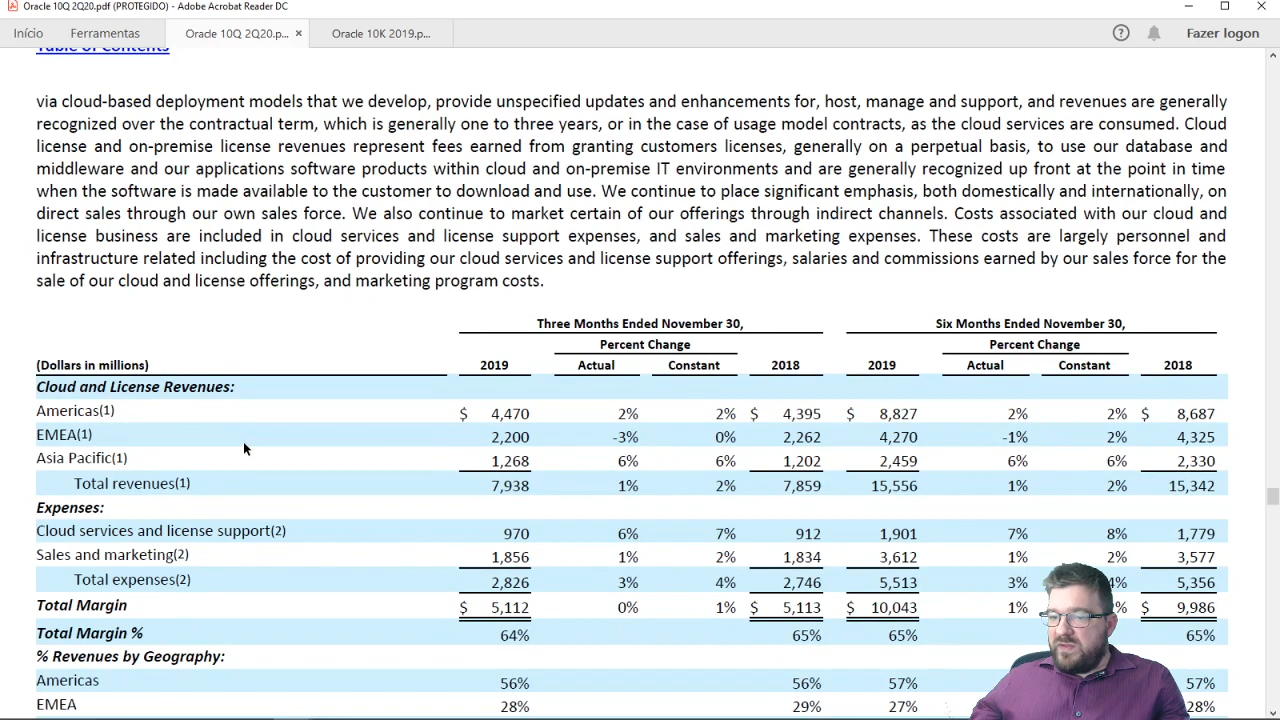 Oracle 10Q 2Q20.pdf (PROTEGIDO) - Adobe Acrobat Reader DC
Início Ferramentas Oracle 10Q 2Q20.p... × Oracle 10K 2019.p... Fazer logon
Table of Contents
via cloud-based deployment models that we develop, provide unspecified updates and enhancements for, host, manage and support, and revenues are generally
recognized over the contractual term, which is generally one to three years, or in the case of usage model contracts, as the cloud services are consumed. Cloud
license and on-premise license revenues represent fees earned from granting customers licenses, generally on a perpetual basis, to use our database and
middleware and our applications software products within cloud and on-premise IT environments and are generally recognized up front at the point in time
when the software is made available to the customer to download and use. We continue to place significant emphasis, both domestically and internationally, on
direct sales through our own sales force. We also continue to market certain of our offerings through indirect channels. Costs associated with our cloud and
license business are included in cloud services and license support expenses, and sales and marketing expenses. These costs are largely personnel and
infrastructure related including the cost of providing our cloud services and license support offerings, salaries and commissions earned by our sales force for the
sale of our cloud and license offerings, and marketing program costs.
Three Months Ended November 30, Six Months Ended November 30,
Percent Change Percent Change
(Dollars in millions) 2019 Actual Constant 2018 2019 Actual Constant 2018
Cloud and License Revenues:
Americas(1) $ 4,470 2% 2% $ 4,395 $ 8,827 2% 2% $ 8,687
EMEA(1) 2,200 -3% 0% 2,262 4,270 -1% 2% 4,325
Asia Pacific(1) 1,268 6% 6% 1,202 2,459 6% 6% 2,330
Total revenues(1) 7,938 1% 2% 7,859 15,556 1% 2% 15,342
Expenses:
Cloud services and license support(2) 970 6% 7% 912 1,901 7% 8% 1,779
Sales and marketing(2) 1,856 1% 2% 1,834 3,612 1% 2% 3,577
Total expenses(2) 2,826 3% 4% 2,746 5,513 3% 4% 5,356
Total Margin $ 5,112 0% 1% $ 5,113 $ 10,043 1% % $ 9,986
Total Margin % 64% 65% 65% 65%
% Revenues by Geography:
Americas 56% 56% 57% 57%
EMEA 28% 29% 27% 28%